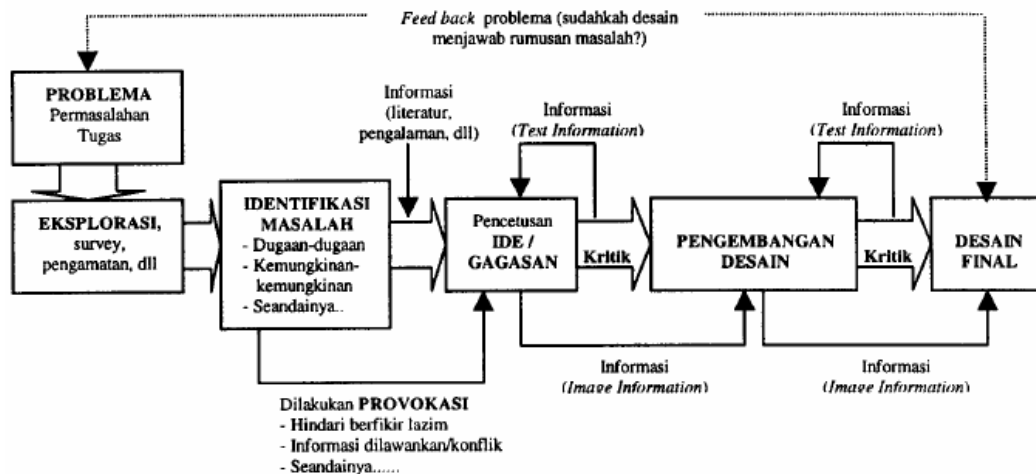 Feed back problema (sudahkah desain
menjawab rumusan masalah?)
PROBLEMA
Permasalahan
Tugas
EKSPLORASI,
survey,
pengamatan, dll
IDENTIFIKASI
MASALAH
- Dugaan-dugaan
- Kemungkinan-
kemungkinan
- Seandainya..
Informasi
(literatur,
pengalaman, dll)
Dilakukan PROVOKASI
- Hindari berfikir lazim
- Informasi dilawankan/konflik
- Seandainya......
Pencetusan
IDE /
GAGASAN
Informasi
(Test Information)
Kritik
Informasi
(Image Information)
PENGEMBANGAN
DESAIN
Informasi
(Test Information)
Kritik
Informasi
(Image Information)
DESAIN
FINAL